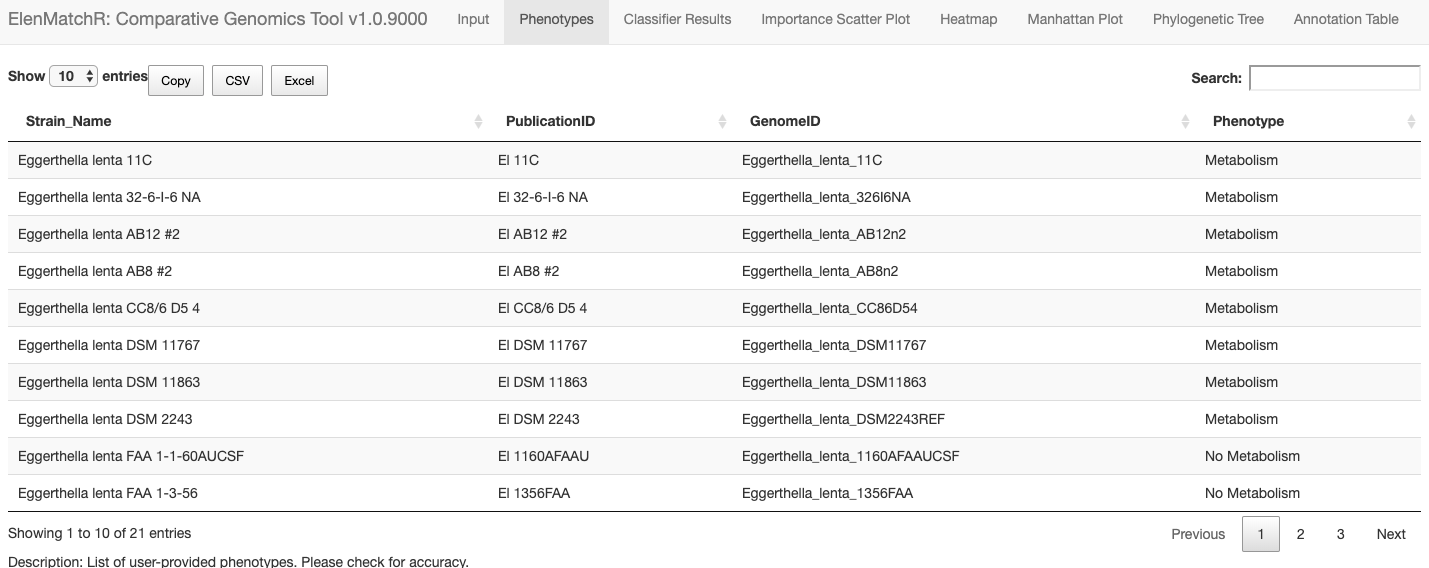 ElenMatchR: Comparative Genomics Tool v1.0.9000 Input Phenotypes Classifier Results Importance Scatter Plot Heatmap Manhattan Plot Phylogenetic Tree Annotation Table
Show 10 entries Copy CSV Excel Search:
Strain_Name PublicationID GenomeID Phenotype
Eggerthella lenta 11C El 11C Eggerthella_lenta_11C Metabolism
Eggerthella lenta 32-6-I-6 NA El 32-6-I-6 NA Eggerthella_lenta_326I6NA Metabolism
Eggerthella lenta AB12 #2 El AB12 #2 Eggerthella_lenta_AB12n2 Metabolism
Eggerthella lenta AB8 #2 El AB8 #2 Eggerthella_lenta_AB8n2 Metabolism
Eggerthella lenta CC8/6 D5 4 El CC8/6 D5 4 Eggerthella_lenta_CC86D54 Metabolism
Eggerthella lenta DSM 11767 El DSM 11767 Eggerthella_lenta_DSM11767 Metabolism
Eggerthella lenta DSM 11863 El DSM 11863 Eggerthella_lenta_DSM11863 Metabolism
Eggerthella lenta DSM 2243 El DSM 2243 Eggerthella_lenta_DSM2243REF Metabolism
Eggerthella lenta FAA 1-1-60AUCSF El 1160AFAAU Eggerthella_lenta_1160AFAAUCSF No Metabolism
Eggerthella lenta FAA 1-3-56 El 1356FAA Eggerthella_lenta_1356FAA No Metabolism
Showing 1 to 10 of 21 entries Previous 1 2 3 Next
Description: List of user-provided phenotypes. Please check for accuracy.